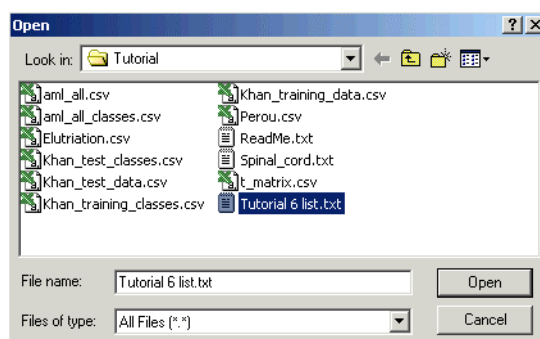 Open
Look in: Tutorial
aml_all.csv
aml_all_classes.csv
Elutriation.csv
Khan_test_classes.csv
Khan_test_data.csv
Khan_training_classes.csv
Khan_training_data.csv
Perou.csv
ReadMe.txt
Spinal_cord.txt
t_matrix.csv
Tutorial 6 list.txt
File name: Tutorial 6 list.txt Open
Files of type: All Files (*.*) Cancel